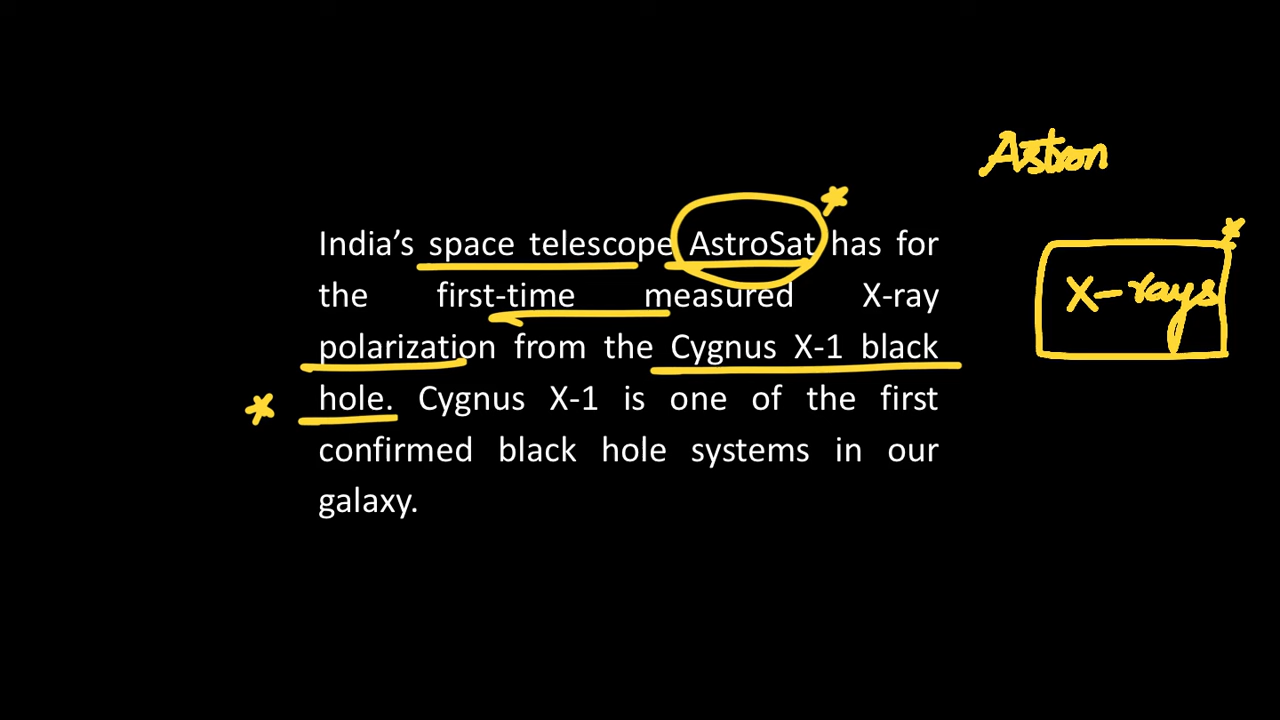 Astron
India’s space telescope AstroSat has for
the first-time measured X-ray
X-rays
polarization from the Cygnus X-1 black
hole. Cygnus X-1 is one of the first
confirmed black hole systems in our
galaxy.